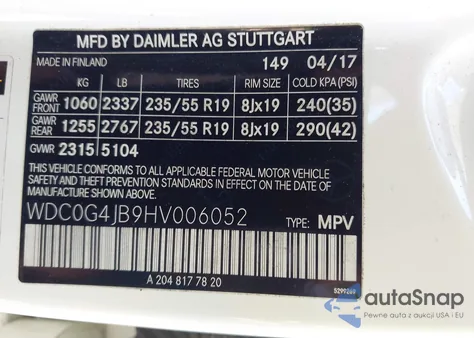 MFD BY DAIMLER AG STUTTGART
MADE IN FINLAND 149 04/17
KG LB TIRES RIM SIZE COLD KPA(PSI)
GAWR FRONT 1060 2337 235/55 R19 8Jx19 240(35)
GAWR REAR 1255 2767 235/55 R19 8Jx19 290(42)
GVWR 2315 5104
THIS VEHICLE CONFORMS TO ALL APPLICABLE FEDERAL MOTOR VEHICLE
SAFETY AND THEFT PREVENTION STANDARDS IN EFFECT ON THE DATE
OF MANUFACTURE SHOWN ABOVE.
WDC0G4JB9HV006052 TYPE: MPV
A 204 817 78 20
autoSnap
Pewne auta z aukcji USA i EU